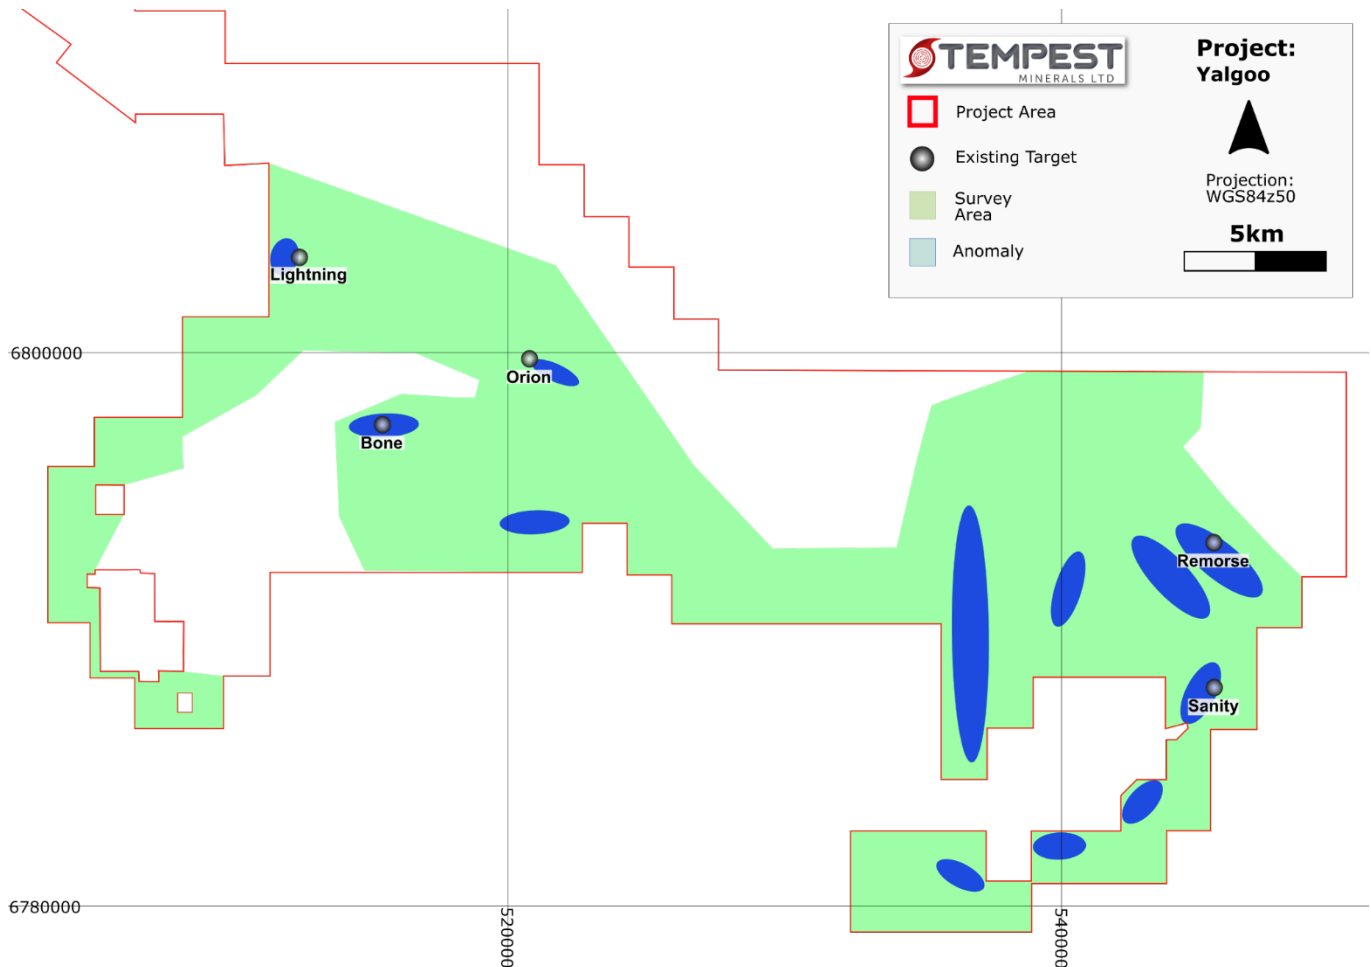 TEMPEST
MINERALS LTD
Project:
Yalgoo
Project Area
Existing Target
Survey
Area
Anomaly
Projection:
WGS84z50
5km
Lightning
6800000
Orion
Bone
Remorse
Sanity
6780000
520000
540000